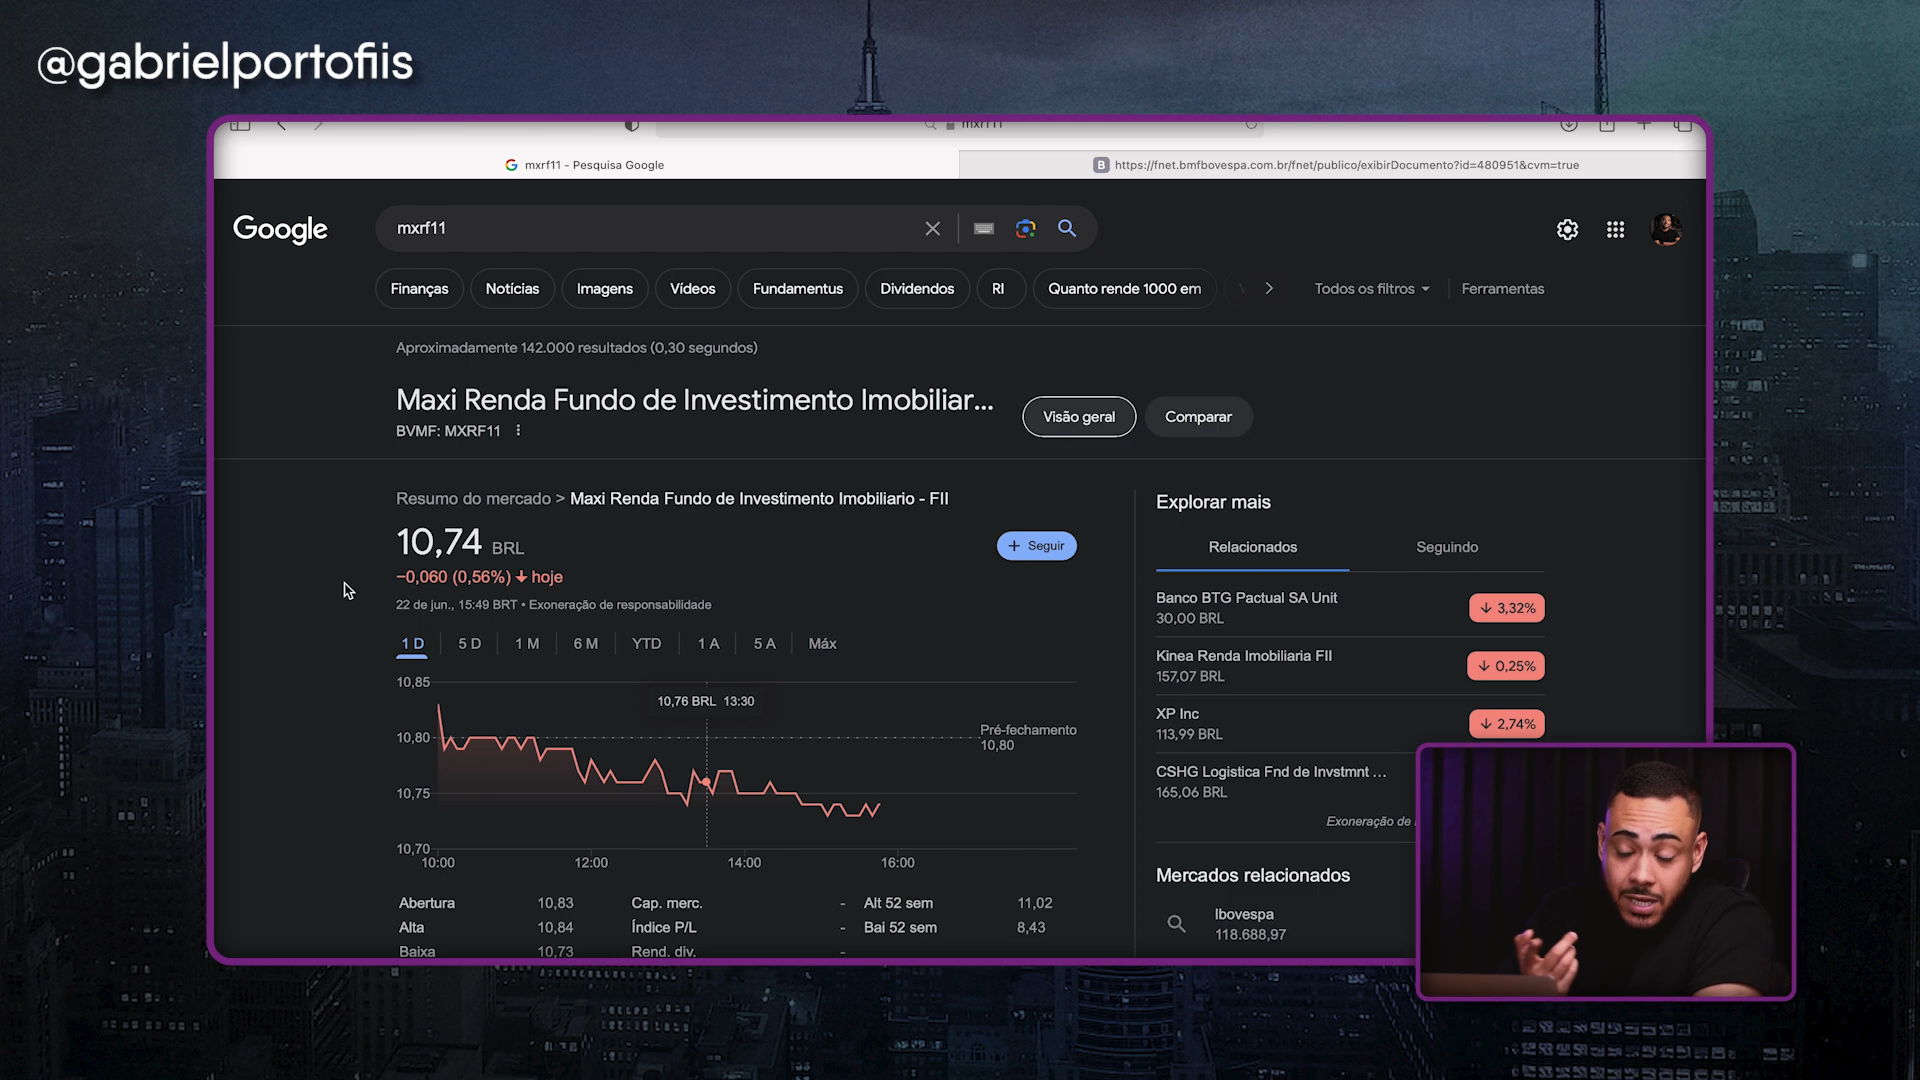 @gabrielportofiis
mxrf11
mxrf11 - Pesquisa Google
B https://fnet.bmfbovespa.com.br/fnet/publico/exibirDocumento?id=480951&cvm=true
Google
mxrf11
Finanças
Notícias
Imagens
Vídeos
Fundamentus
Dividendos
RI
Quanto rende 1000 em
Todos os filtros
Ferramentas
Aproximadamente 142.000 resultados (0,30 segundos)
Maxi Renda Fundo de Investimento Imobiliar...
BVMF: MXRF11
Visão geral
Comparar
Resumo do mercado > Maxi Renda Fundo de Investimento Imobiliario - FII
10,74 BRL
+ Seguir
−0,060 (0,56%) ↓ hoje
22 de jun., 15:49 BRT • Exoneração de responsabilidade
1 D
5 D
1 M
6 M
YTD
1 A
5 A
Máx
10,85
10,80
10,75
10,70
10,76 BRL 13:30
Pré-fechamento
10,80
10:00
12:00
14:00
16:00
Abertura 10,83
Cap. merc. -
Alt 52 sem 11,02
Alta 10,84
Índice P/L -
Bai 52 sem 8,43
Baixa 10,73
Rend. div. -
Explorar mais
Relacionados
Seguindo
Banco BTG Pactual SA Unit
30,00 BRL
↓ 3,32%
Kinea Renda Imobiliaria FII
157,07 BRL
↓ 0,25%
XP Inc
113,99 BRL
↓ 2,74%
CSHG Logistica Fnd de Invstmnt ...
165,06 BRL
Exoneração de
Mercados relacionados
Ibovespa
118.688,97